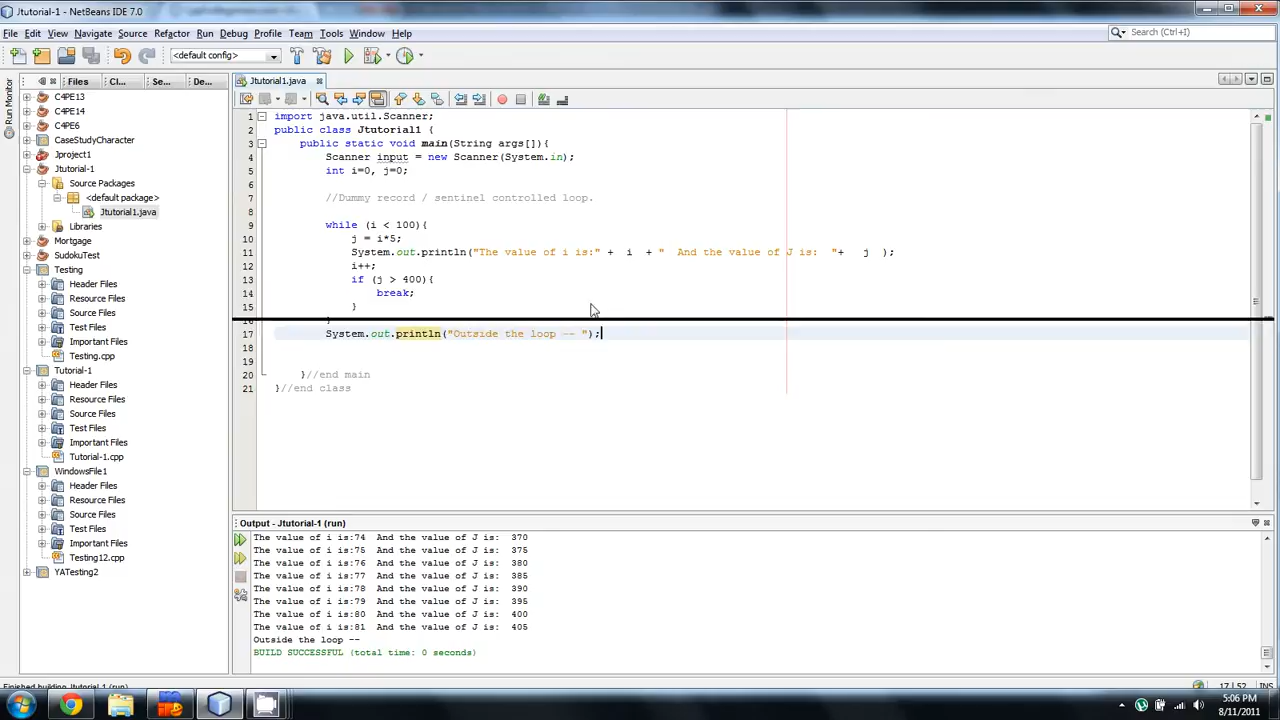 Jtutorial-1 - NetBeans IDE 7.0
File Edit View Navigate Source Refactor Run Debug Profile Team Tools Window Help
Search (Ctrl+I)
<default config>
Run Monitor
Files Cl... Se... De...
Jtutorial1.java
C4PE13
C4PE14
C4PE6
CaseStudyCharacter
Jproject1
Jtutorial-1
Source Packages
<default package>
Jtutorial1.java
Libraries
Mortgage
SudokuTest
Testing
Header Files
Resource Files
Source Files
Test Files
Important Files
Testing.cpp
Tutorial-1
Header Files
Resource Files
Source Files
Test Files
Important Files
Tutorial-1.cpp
WindowsFile1
Header Files
Resource Files
Source Files
Test Files
Important Files
Testing12.cpp
YATesting2
1 import java.util.Scanner;
2 public class Jtutorial1 {
3 public static void main(String args[]){
4 Scanner input = new Scanner(System.in);
5 int i=0, j=0;
6
7 //Dummy record / sentinel controlled loop.
8
9 while (i < 100){
10 j = i*5;
11 System.out.println("The value of i is:" + i + " And the value of J is: "+ j );
12 i++;
13 if (j > 400){
14 break;
15 }
16 }
17 System.out.println("Outside the loop -- ");
18
19
20 }//end main
21 }//end class
Output - Jtutorial-1 (run)
The value of i is:74 And the value of J is: 370
The value of i is:75 And the value of J is: 375
The value of i is:76 And the value of J is: 380
The value of i is:77 And the value of J is: 385
The value of i is:78 And the value of J is: 390
The value of i is:79 And the value of J is: 395
The value of i is:80 And the value of J is: 400
The value of i is:81 And the value of J is: 405
Outside the loop --
BUILD SUCCESSFUL (total time: 0 seconds)
Finished building Jtutorial-1 (run)
17 | 52 INS
5:06 PM
8/11/2011